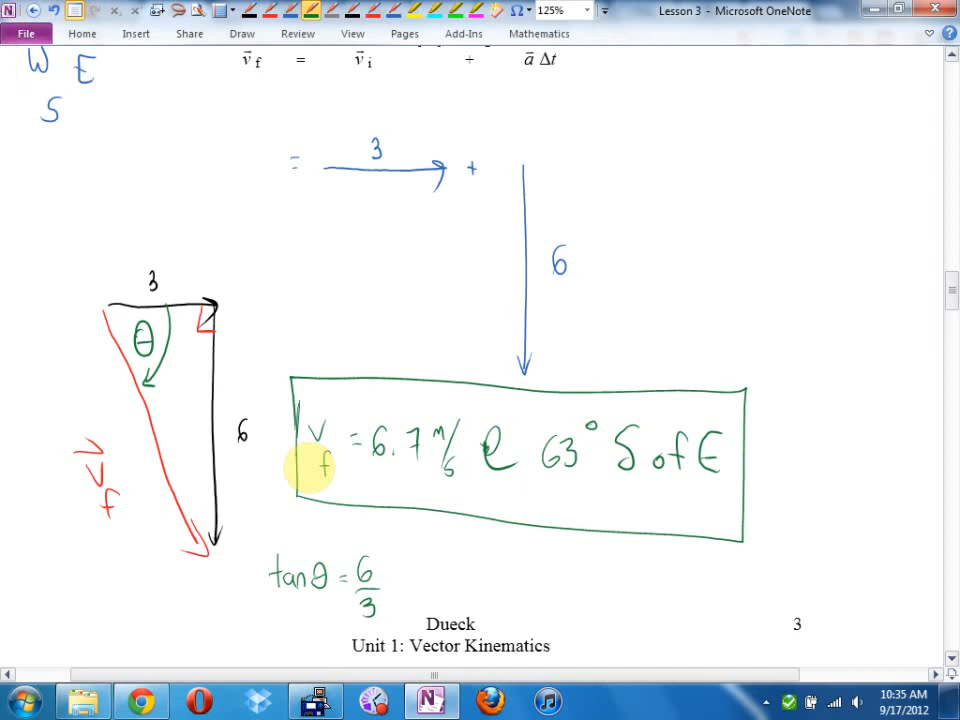 125%
Lesson 3 - Microsoft OneNote
File Home Insert Share Draw Review View Pages Add-Ins Mathematics
W E
S
v⃗ f = v⃗ i + a⃗ Δt
= 3 +
6
3
θ
6
v⃗f
vf = 6.7 m/s @ 63° S of E
tanθ = 6/3
Dueck 3
Unit 1: Vector Kinematics
10:35 AM
9/17/2012